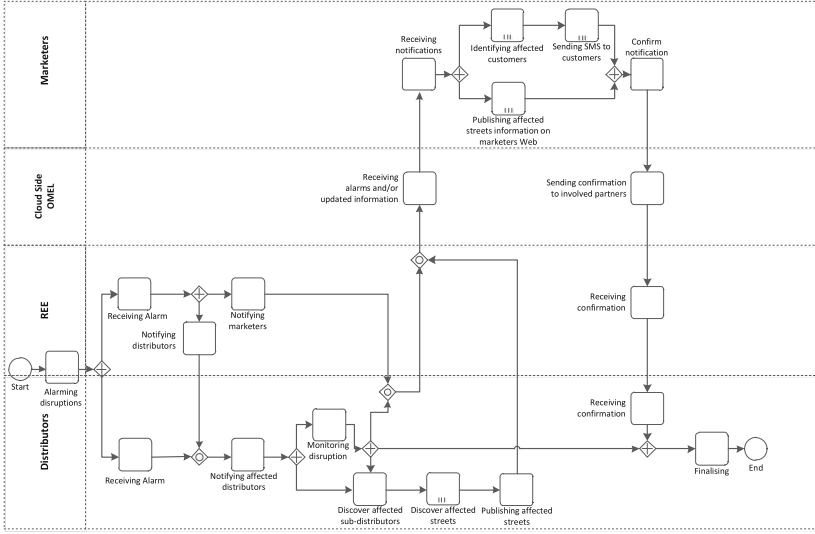 Marketers
Receiving
notifications
Identifying affected
customers
Sending SMS to
customers
Confirm
notification
Publishing affected
streets information on
marketers Web
Cloud Side
OMEL
Receiving
alarms and/or
updated information
Sending confirmation
to involved partners
REE
Receiving Alarm
Notifying
marketers
Notifying
distributors
Receiving
confirmation
Start
Alarming
disruptions
Distributors
Receiving
confirmation
Monitoring
disruption
Receiving Alarm
Notifying affected
distributors
Finalising
End
Discover affected
sub-distributors
Discover affected
streets
Publishing affected
streets